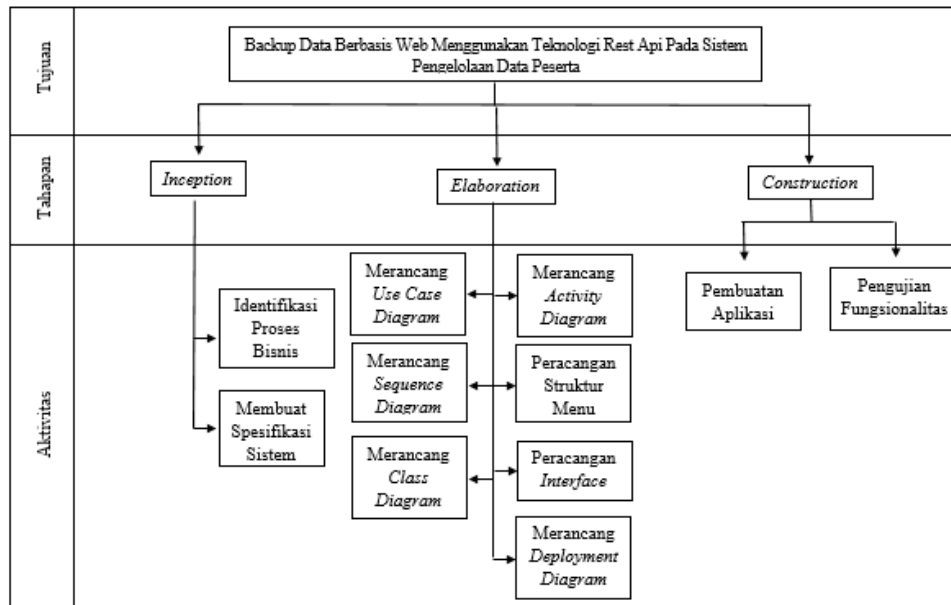 Tujuan
Backup Data Berbasis Web Menggunakan Teknologi Rest Api Pada Sistem
Pengelolaan Data Peserta
Tahapan
Inception
Elaboration
Construction
Aktivitas
Identifikasi
Proses
Bisnis
Membuat
Spesifikasi
Sistem
Merancang
Use Case
Diagram
Merancang
Activity
Diagram
Merancang
Sequence
Diagram
Peracangan
Struktur
Menu
Merancang
Class
Diagram
Peracangan
Interface
Merancang
Deployment
Diagram
Pembuatan
Aplikasi
Pengujian
Fungsionalitas